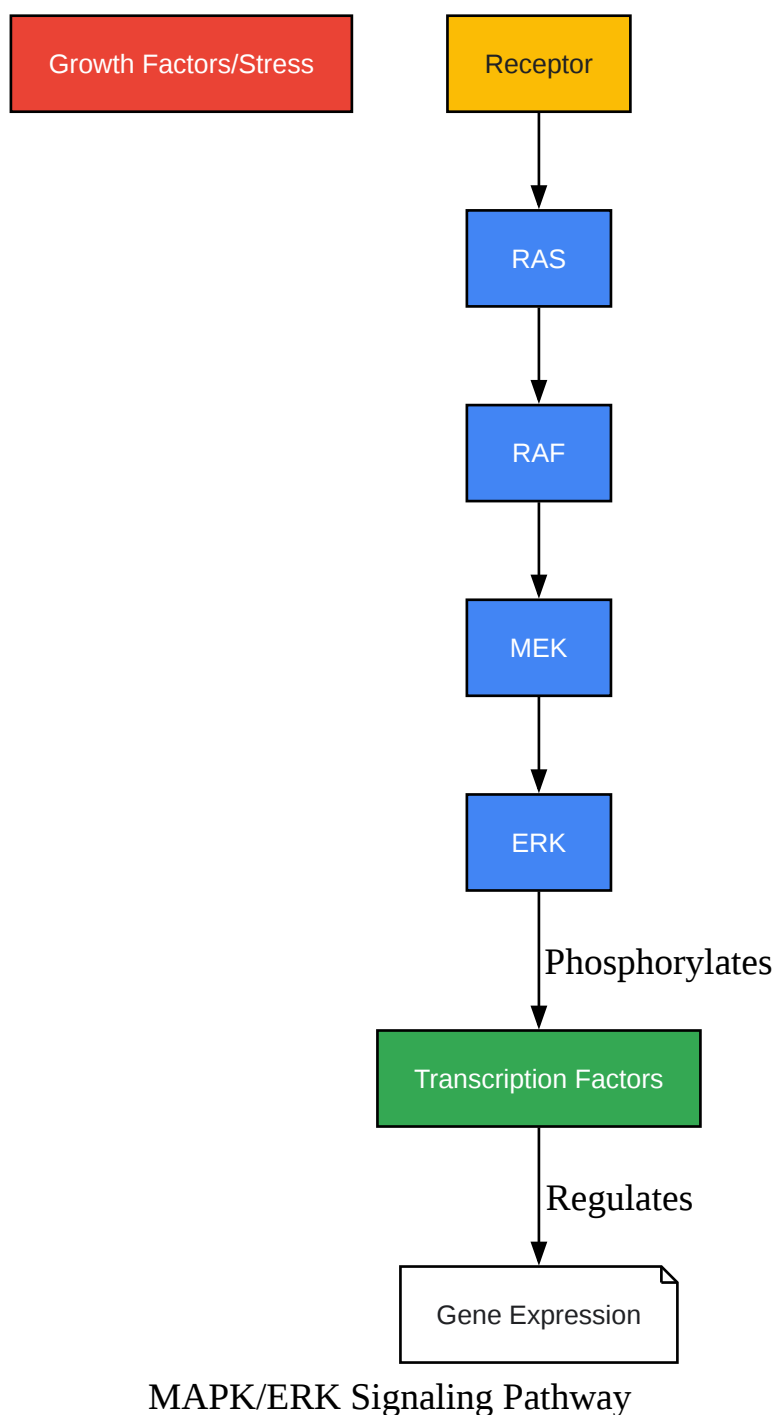 Growth Factors/Stress
Receptor
RAS
RAF
MEK
ERK
Phosphorylates
Transcription Factors
Regulates
Gene Expression
MAPK/ERK Signaling Pathway